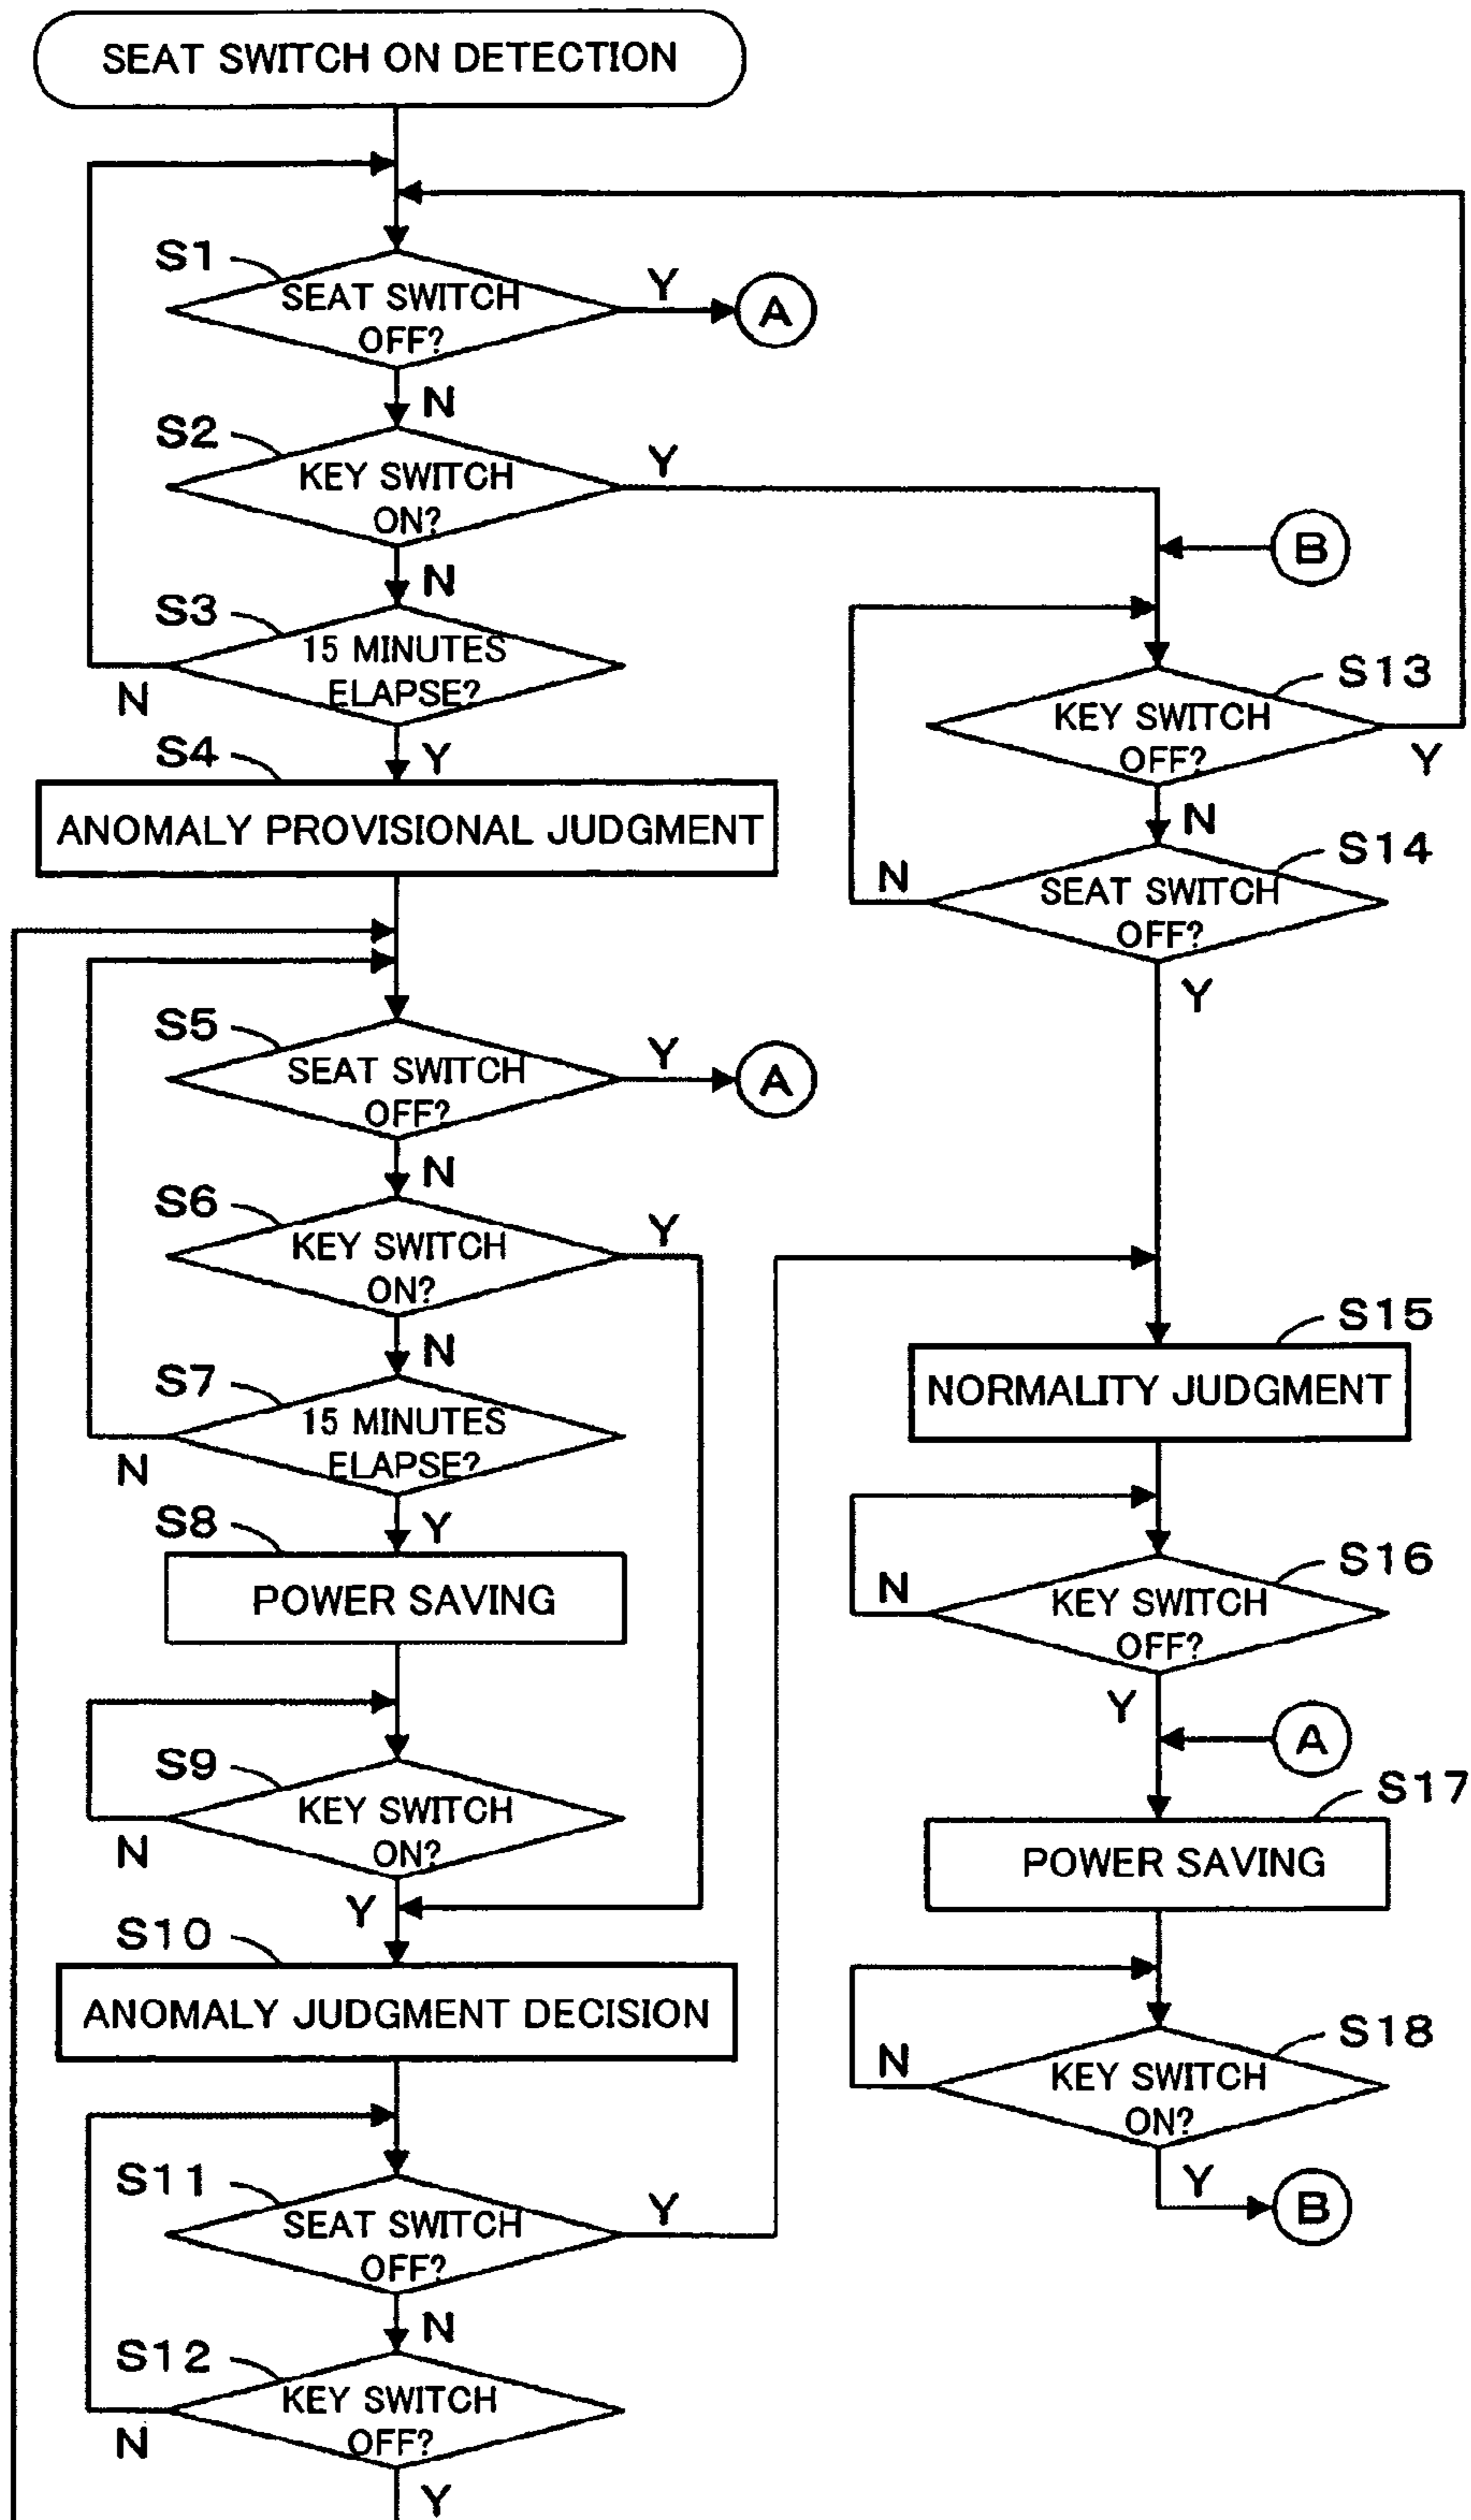 SEAT SWITCH ON DETECTION
S1
SEAT SWITCH
OFF?
Y
A
N
S2
KEY SWITCH
ON?
Y
N
B
S3
15 MINUTES
ELAPSE?
N
Y
S4
ANOMALY PROVISIONAL JUDGMENT
S5
SEAT SWITCH
OFF?
Y
A
N
S6
KEY SWITCH
ON?
Y
N
S7
15 MINUTES
ELAPSE?
N
Y
S8
POWER SAVING
S9
KEY SWITCH
ON?
N
Y
S10
ANOMALY JUDGMENT DECISION
S11
SEAT SWITCH
OFF?
Y
N
S12
KEY SWITCH
OFF?
N
Y
S13
KEY SWITCH
OFF?
Y
N
S14
SEAT SWITCH
OFF?
N
Y
S15
NORMALITY JUDGMENT
S16
KEY SWITCH
OFF?
N
Y
A
S17
POWER SAVING
S18
KEY SWITCH
ON?
N
Y
B